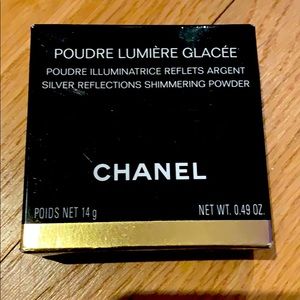 POUDRE LUMIÈRE GLACÉE
POUDRE ILLUMINATRICE REFLETS ARGENT
SILVER REFLECTIONS SHIMMERING POWDER
CHANEL
POIDS NET 14 g NET WT. 0.49 OZ.